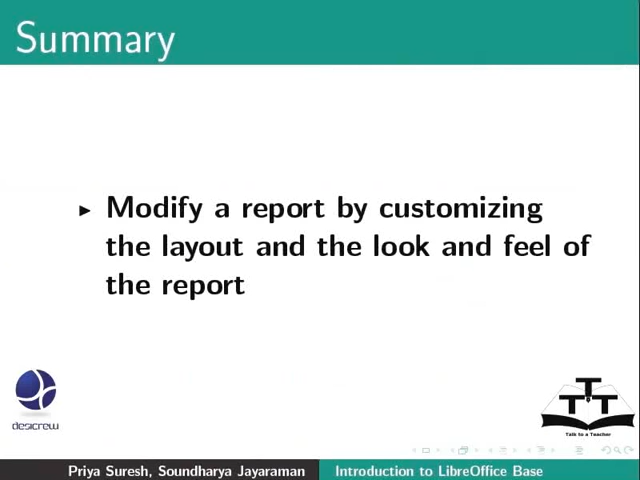 Summary
Modify a report by customizing
the layout and the look and feel of
the report
desicrew
T
T T
Talk to a Teacher
Priya Suresh, Soundharya Jayaraman Introduction to LibreOffice Base